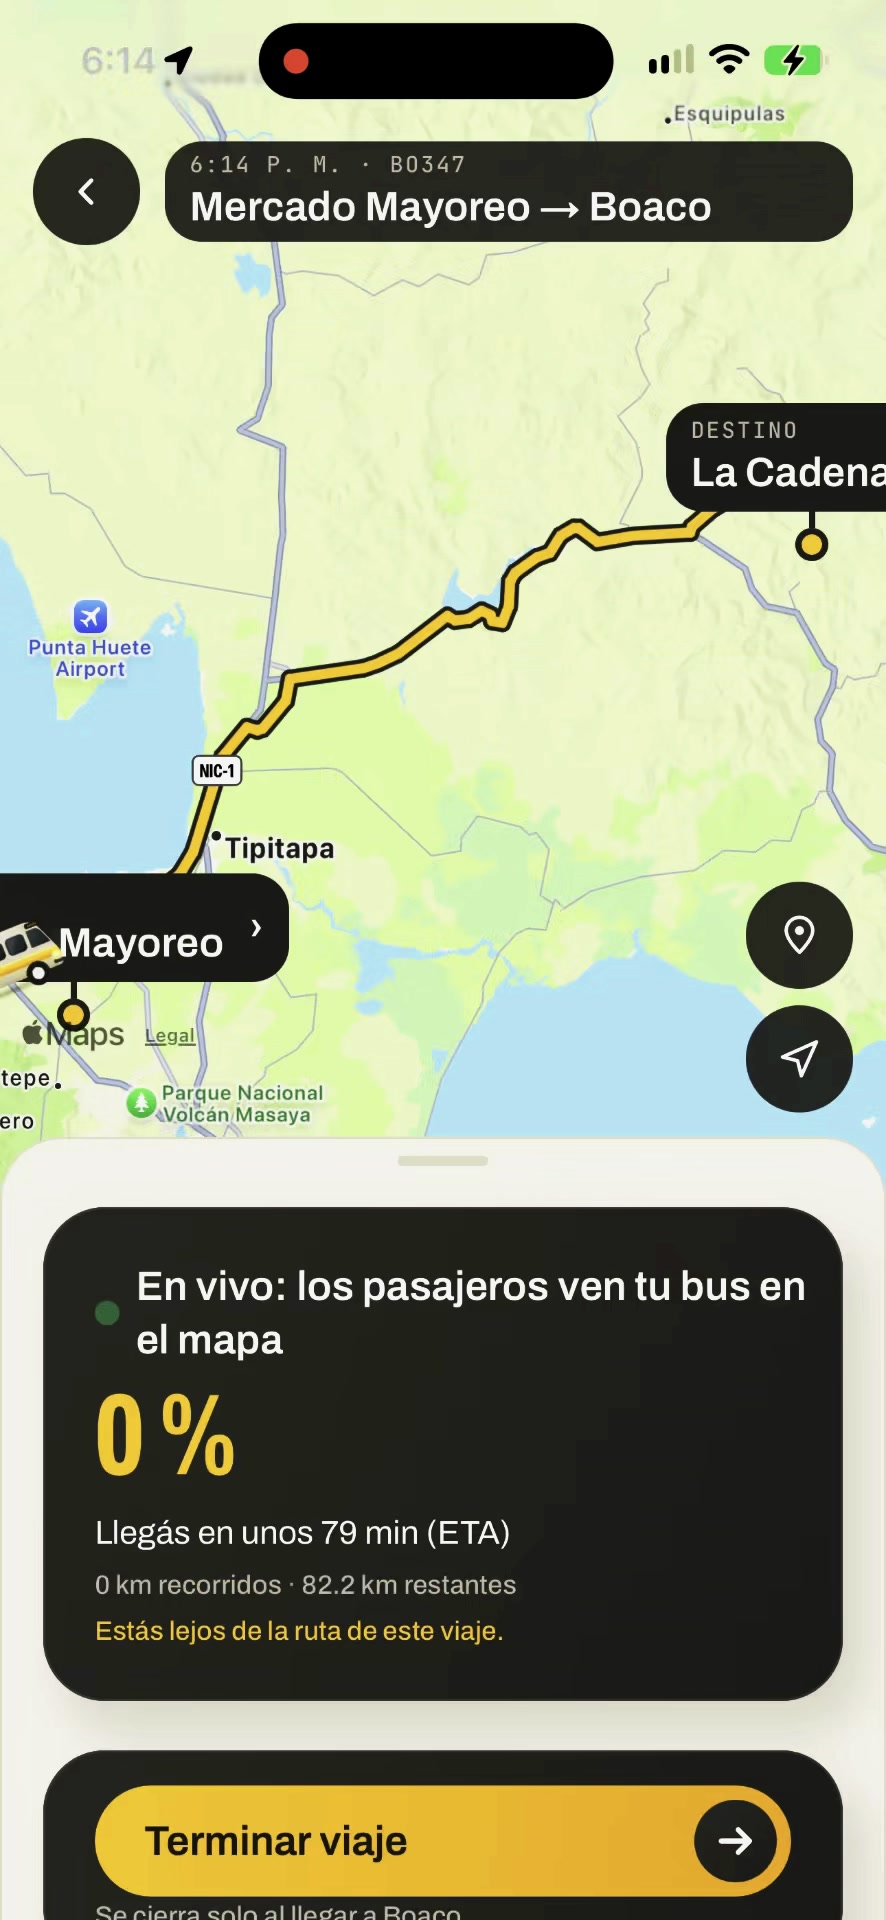 6:14
Esquipulas
6:14 P. M. · BO347
Mercado Mayoreo → Boaco
DESTINO
La Cadena
Punta Huete
Airport
NIC-1
Tipitapa
Mayoreo ›
Maps Legal
tepe
ero
Parque Nacional
Volcán Masaya
En vivo: los pasajeros ven tu bus en
el mapa
0 %
Llegás en unos 79 min (ETA)
0 km recorridos · 82.2 km restantes
Estás lejos de la ruta de este viaje.
Terminar viaje
Se cierra solo al llegar a Boaco